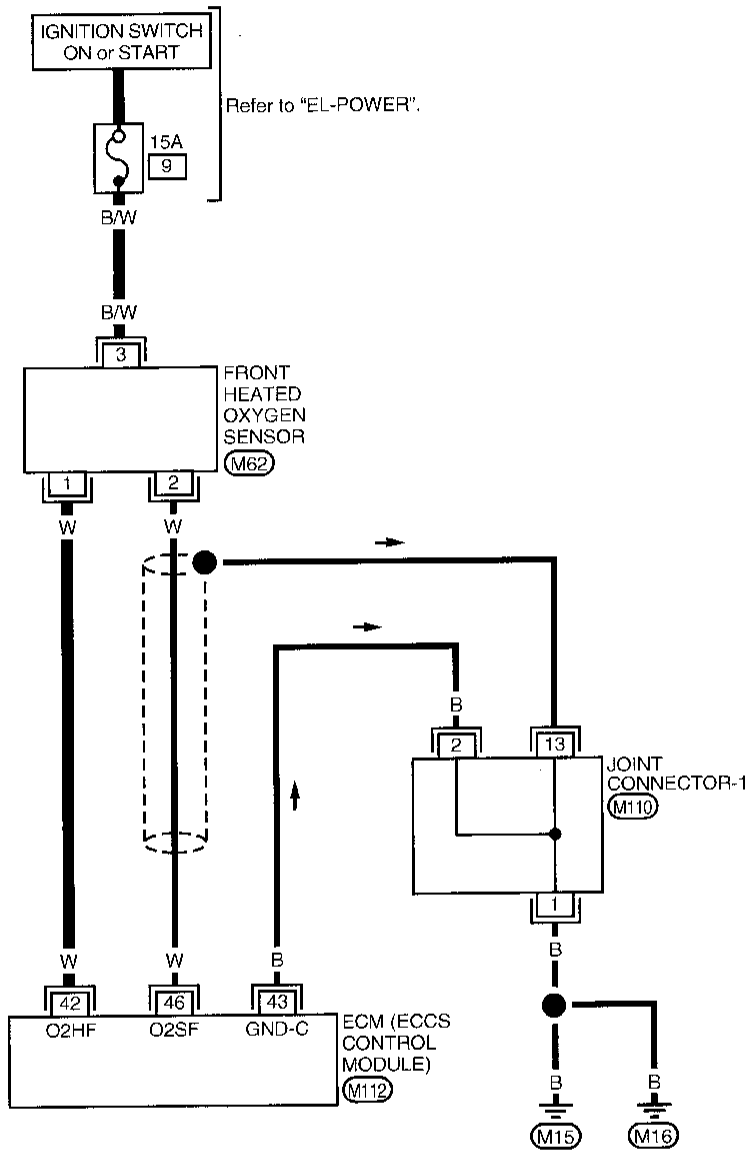 IGNITION SWITCH
ON or START
Refer to "EL-POWER".
15A
9
B/W
B/W
3
FRONT
HEATED
OXYGEN
SENSOR
M62
1
2
W
W
B
2
13
JOINT
CONNECTOR-1
M110
1
B
W
W
B
42
46
43
O2HF
O2SF
GND-C
ECM (ECCS
CONTROL
MODULE)
M112
B
B
M15
M16